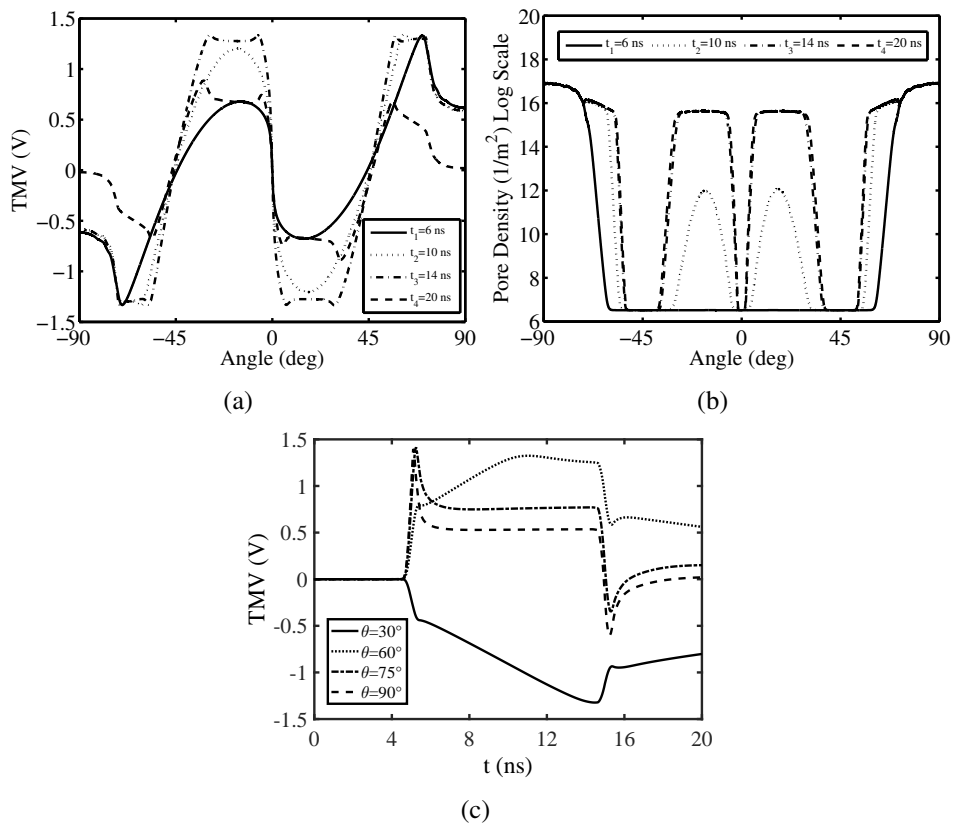 1.5
1
0.5
0
−0.5
−1
−1.5
TMV (V)
−90
−45
0
45
90
Angle (deg)
t1=6 ns
t2=10 ns
t3=14 ns
t4=20 ns
(a)
20
18
16
14
12
10
8
6
Pore Density (1/m2) Log Scale
t1=6 ns
t2=10 ns
t3=14 ns
t4=20 ns
−90
−45
0
45
90
Angle (deg)
(b)
1.5
1
0.5
0
-0.5
-1
-1.5
TMV (V)
θ=30°
θ=60°
θ=75°
θ=90°
0
4
8
12
16
20
t (ns)
(c)